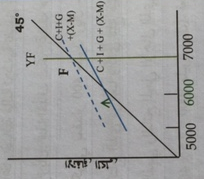 45°
YF
C+I+G
+(X-M)
F
C + I + G + (X-M)
5000
6000
7000